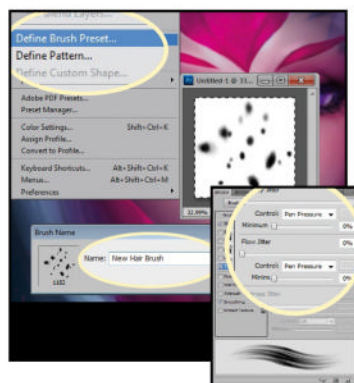 Define Brush Preset...
Define Pattern...
Define Custom Shape...
Adobe PDF Presets...
Preset Manager...
Color Settings... Shift+Ctrl+K
Assign Profile...
Convert to Profile...
Keyboard Shortcuts... Alt+Shift+Ctrl+K
Menus... Alt+Shift+Ctrl+M
Preferences
Untitled-1 @ 33...
Brush Name
Name: New Hair Brush
Control: Pen Pressure
Minimum 0%
Flow Jitter 0%
Control: Pen Pressure
0%